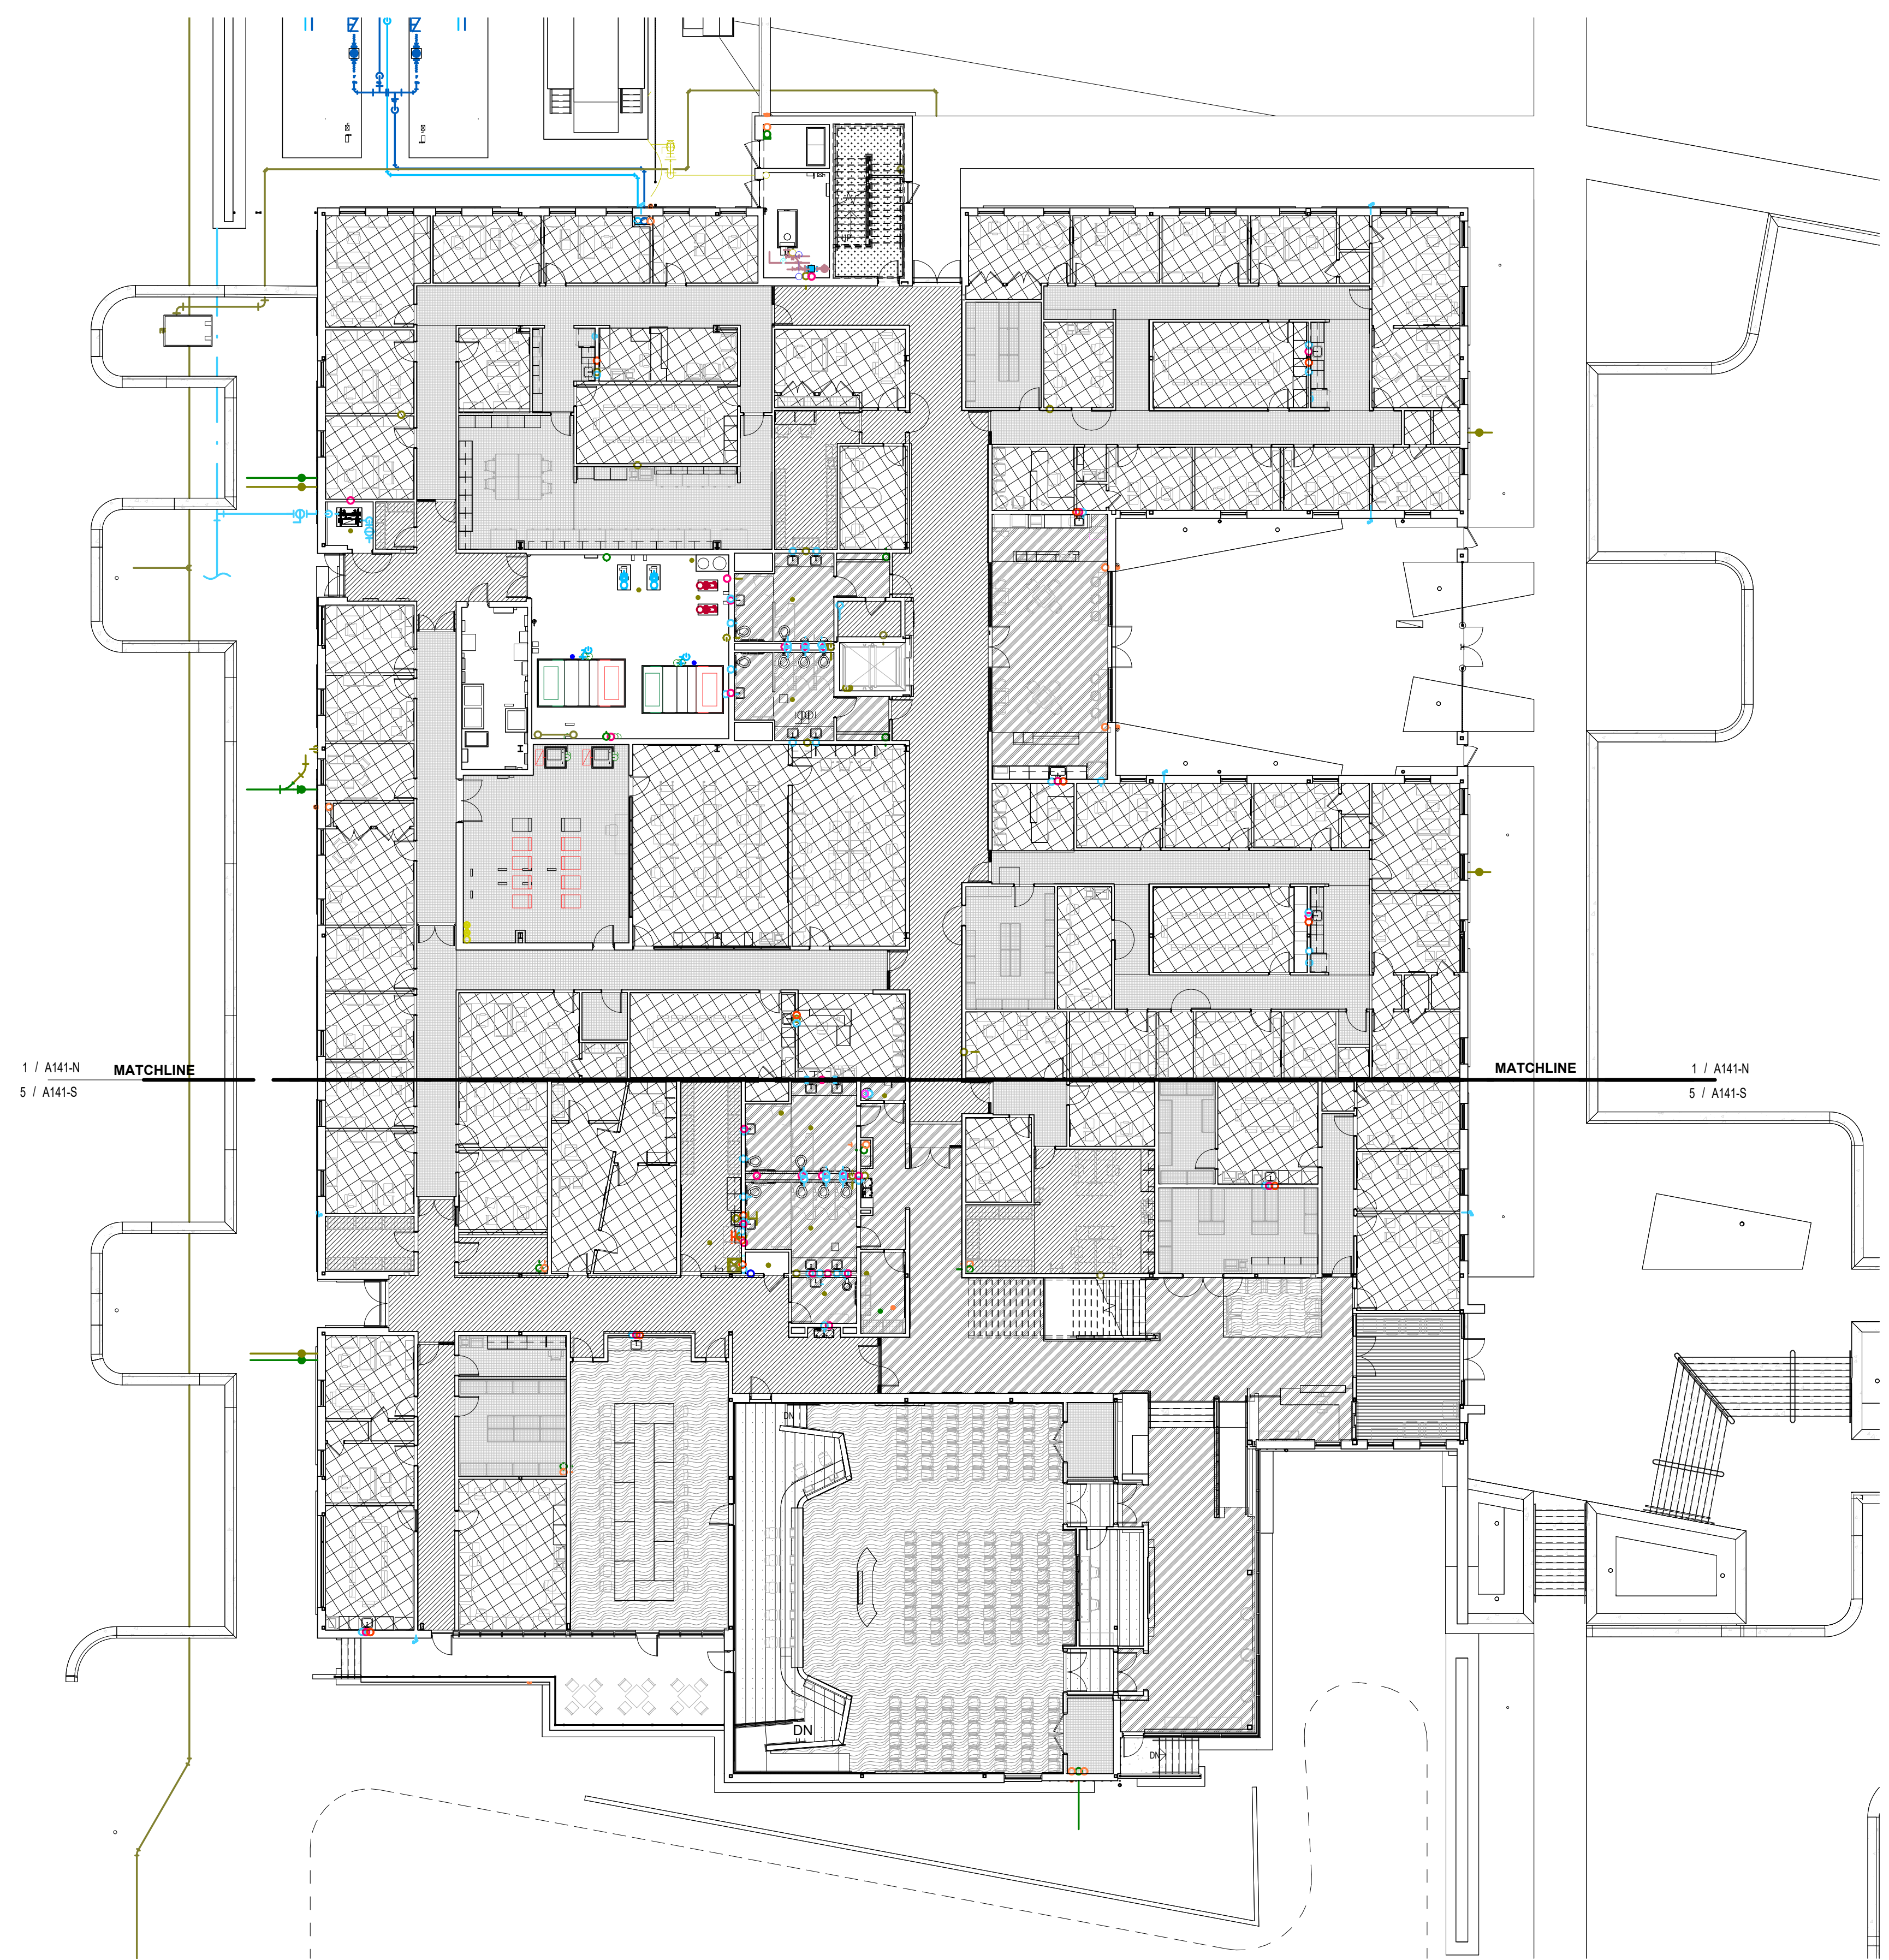 1 / A141-N
MATCHLINE
5 / A141-S
MATCHLINE
1 / A141-N
5 / A141-S
DN
DN
DN